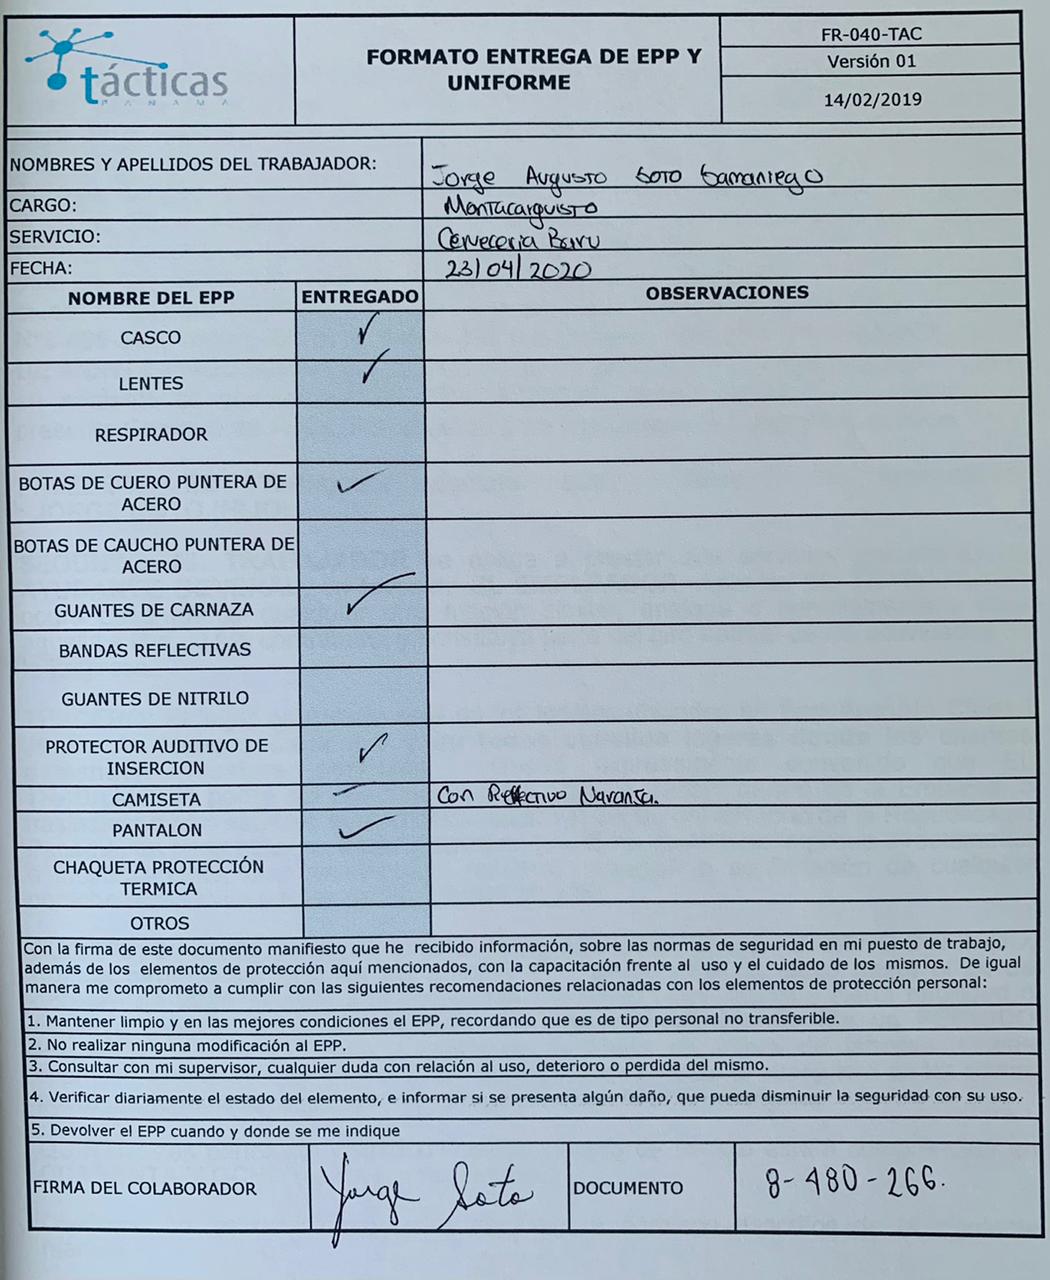 tácticas
PANAMÁ
FORMATO ENTREGA DE EPP Y
UNIFORME
FR-040-TAC
Versión 01
14/02/2019
NOMBRES Y APELLIDOS DEL TRABAJADOR: Jorge Augusto Soto Samaniego
CARGO: Montacarguisto
SERVICIO: Cerveceria Baru
FECHA: 23/04/2020
NOMBRE DEL EPP ENTREGADO OBSERVACIONES
CASCO ✓
LENTES ✓
RESPIRADOR
BOTAS DE CUERO PUNTERA DE
ACERO ✓
BOTAS DE CAUCHO PUNTERA DE
ACERO
GUANTES DE CARNAZA ✓
BANDAS REFLECTIVAS
GUANTES DE NITRILO
PROTECTOR AUDITIVO DE
INSERCION ✓
CAMISETA ✓ Con Reflectivo Naranja.
PANTALON ✓
CHAQUETA PROTECCIÓN
TERMICA
OTROS
Con la firma de este documento manifiesto que he recibido información, sobre las normas de seguridad en mi puesto de trabajo,
además de los elementos de protección aquí mencionados, con la capacitación frente al uso y el cuidado de los mismos. De igual
manera me comprometo a cumplir con las siguientes recomendaciones relacionadas con los elementos de protección personal:
1. Mantener limpio y en las mejores condiciones el EPP, recordando que es de tipo personal no transferible.
2. No realizar ninguna modificación al EPP.
3. Consultar con mi supervisor, cualquier duda con relación al uso, deterioro o perdida del mismo.
4. Verificar diariamente el estado del elemento, e informar si se presenta algún daño, que pueda disminuir la seguridad con su uso.
5. Devolver el EPP cuando y donde se me indique
FIRMA DEL COLABORADOR Jorge Soto DOCUMENTO 8-480-266.